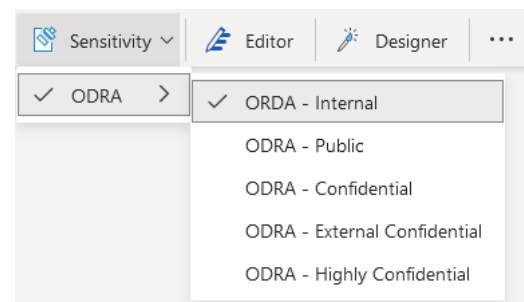 Sensitivity Editor Designer ...
ODRA
ORDA - Internal
ODRA - Public
ODRA - Confidential
ODRA - External Confidential
ODRA - Highly Confidential